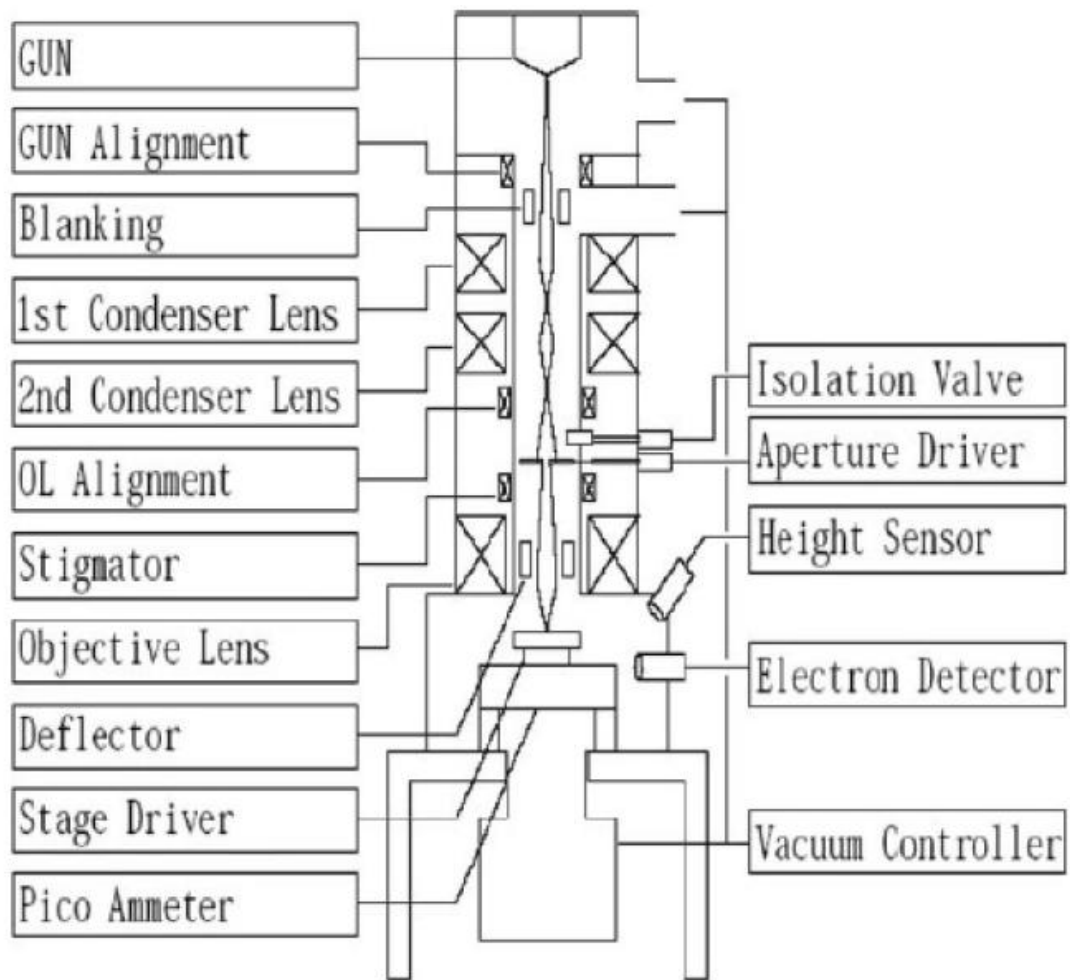 GUN
GUN Alignment
Blanking
1st Condenser Lens
2nd Condenser Lens
OL Alignment
Stigmator
Objective Lens
Deflector
Stage Driver
Pico Ammeter
Isolation Valve
Aperture Driver
Height Sensor
Electron Detector
Vacuum Controller